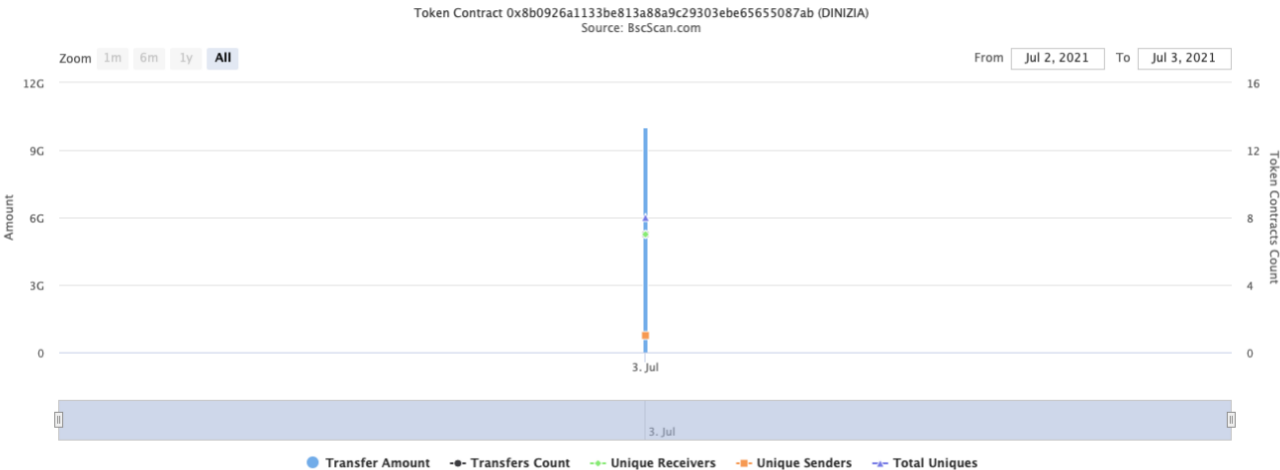 Token Contract 0x8b0926a1133be813a88a9c29303ebe65655087ab (DINIZIA)
Source: BscScan.com
Zoom 1m 6m 1y All From Jul 2, 2021 To Jul 3, 2021
12G 16
9G 12
6G 8
3G 4
0 0
Amount
Token Contracts Count
3. Jul
3. Jul
Transfer Amount Transfers Count Unique Receivers Unique Senders Total Uniques